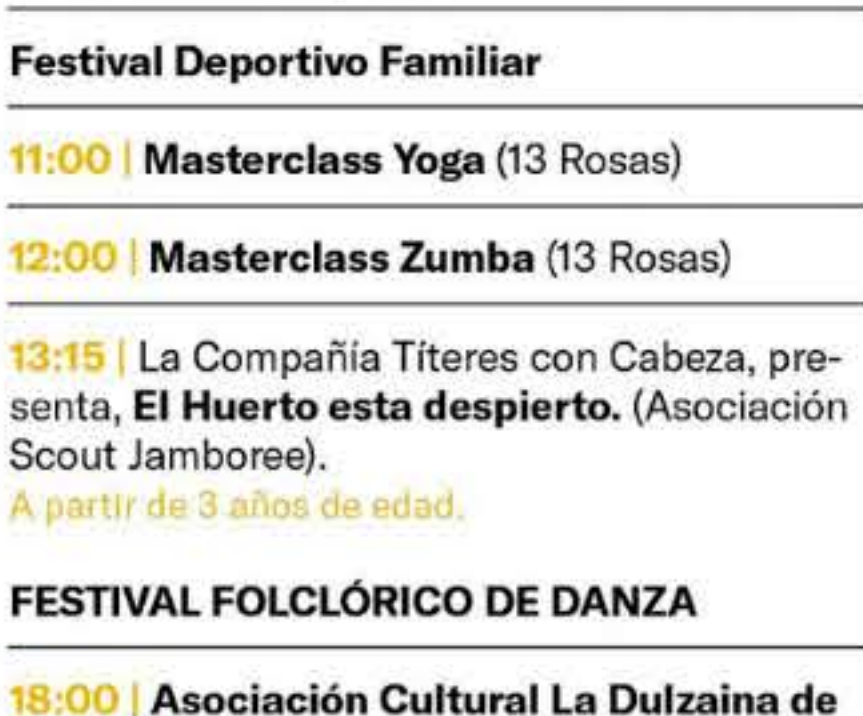 Festival Deportivo Familiar
11:00 | Masterclass Yoga (13 Rosas)
12:00 | Masterclass Zumba (13 Rosas)
13:15 | La Compañía Títeres con Cabeza, pre-
senta, El Huerto esta despierto. (Asociación
Scout Jamboree).
A partir de 3 años de edad.
FESTIVAL FOLCLÓRICO DE DANZA
18:00 | Asociación Cultural La Dulzaina de